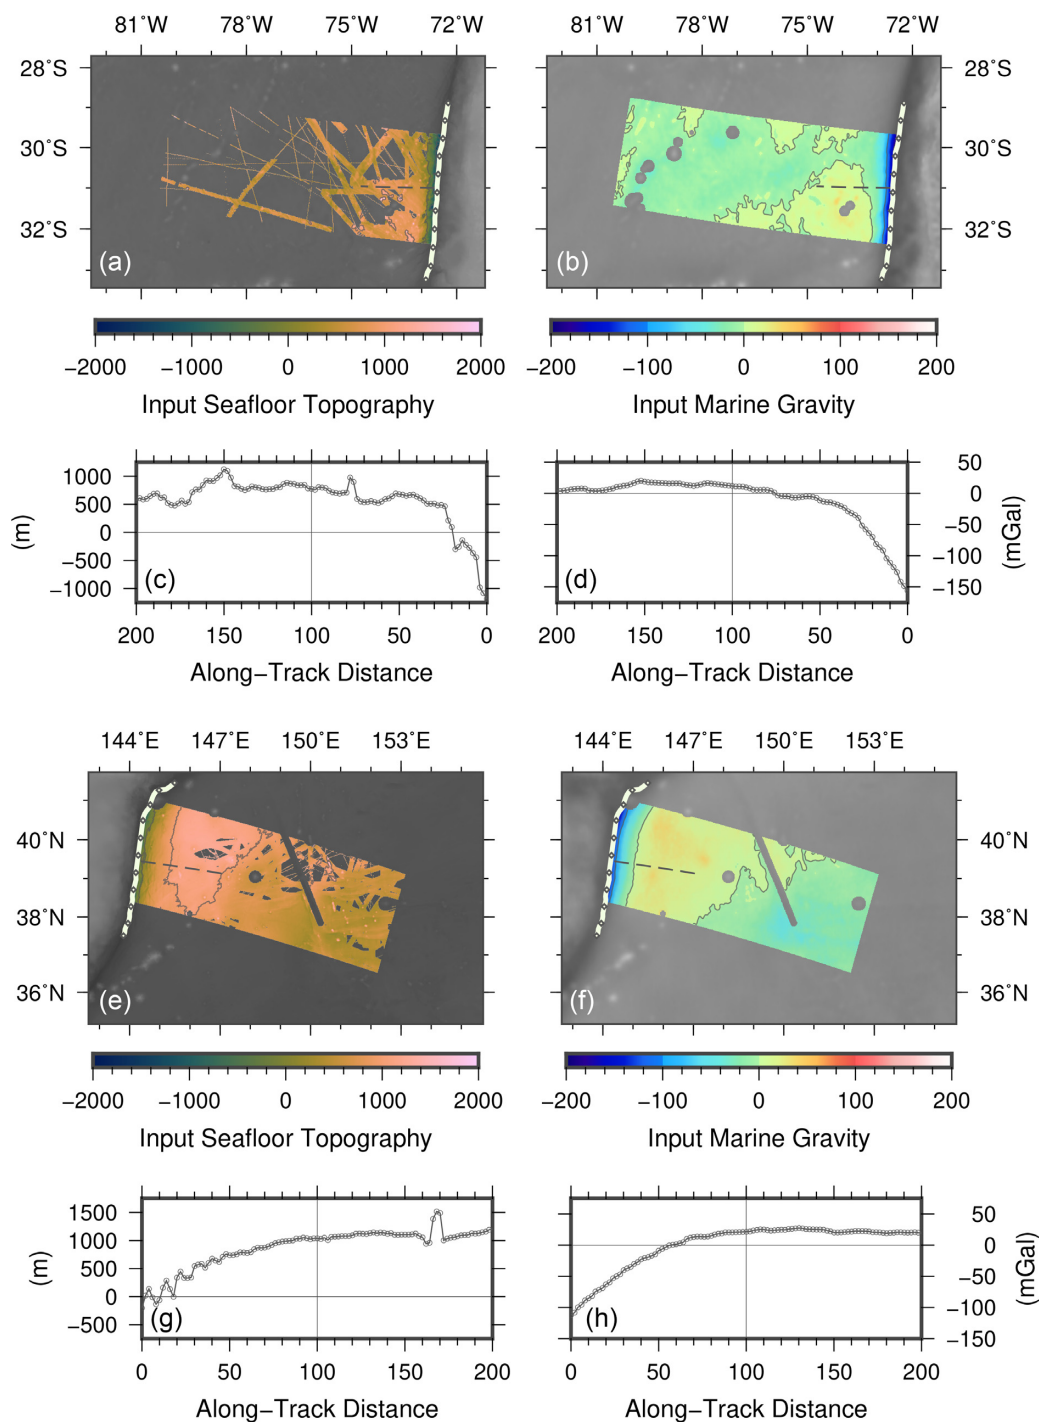 81˚W 78˚W 75˚W 72˚W 81˚W 78˚W 75˚W 72˚W
28˚S 28˚S
30˚S 30˚S
32˚S 32˚S
(a) (b)
−2000 −1000 0 1000 2000 −200 −100 0 100 200
Input Seafloor Topography Input Marine Gravity
1000 50
500 0
0 −50
−500 −100
−1000 −150
(m) (mGal)
(c) (d)
200 150 100 50 0 200 150 100 50 0
Along−Track Distance Along−Track Distance
144˚E 147˚E 150˚E 153˚E 144˚E 147˚E 150˚E 153˚E
40˚N 40˚N
38˚N 38˚N
36˚N 36˚N
(e) (f)
−2000 −1000 0 1000 2000 −200 −100 0 100 200
Input Seafloor Topography Input Marine Gravity
1500 50
1000 0
500 −50
0 −100
−500 −150
(m) (mGal)
(g) (h)
0 50 100 150 200 0 50 100 150 200
Along−Track Distance Along−Track Distance